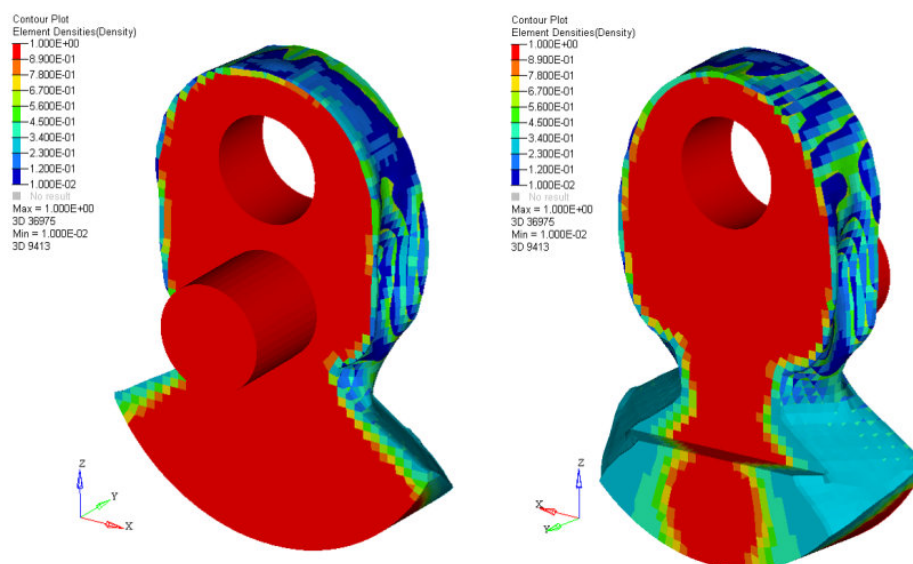 Contour Plot
Element Densities(Density)
1.000E+00
8.900E-01
7.800E-01
6.700E-01
5.600E-01
4.500E-01
3.400E-01
2.300E-01
1.200E-01
1.000E-02
No result
Max = 1.000E+00
3D 36975
Min = 1.000E-02
3D 9413
Z
Y
X
Contour Plot
Element Densities(Density)
1.000E+00
8.900E-01
7.800E-01
6.700E-01
5.600E-01
4.500E-01
3.400E-01
2.300E-01
1.200E-01
1.000E-02
No result
Max = 1.000E+00
3D 36975
Min = 1.000E-02
3D 9413
Z
X
Y